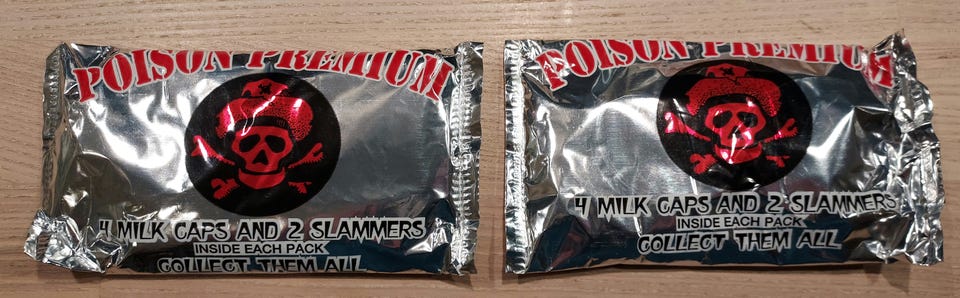 POISON PREMIUM
4 MILK CAPS AND 2 SLAMMERS
INSIDE EACH PACK
COLLECT THEM ALL
POISON PREMIUM
4 MILK CAPS AND 2 SLAMMERS
INSIDE EACH PACK
COLLECT THEM ALL